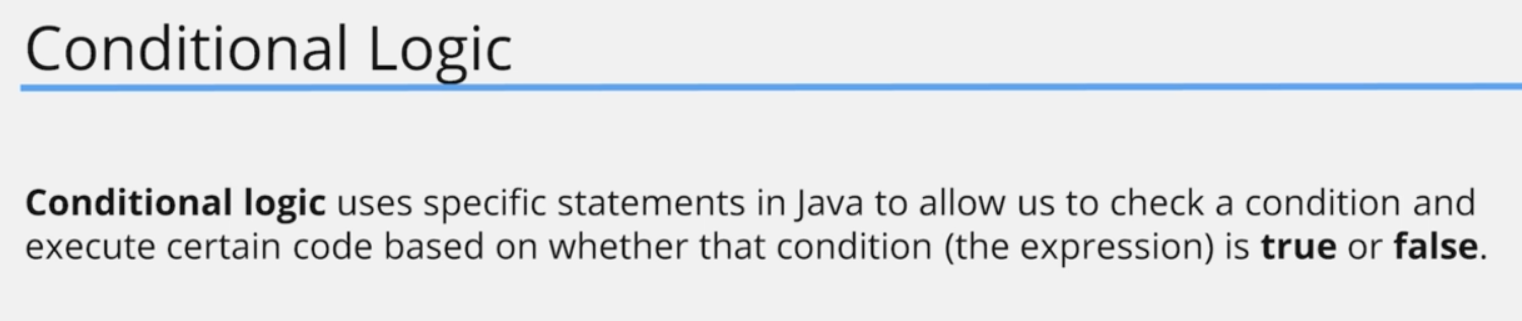 Conditional Logic
Conditional logic uses specific statements in Java to allow us to check a condition and
execute certain code based on whether that condition (the expression) is true or false.